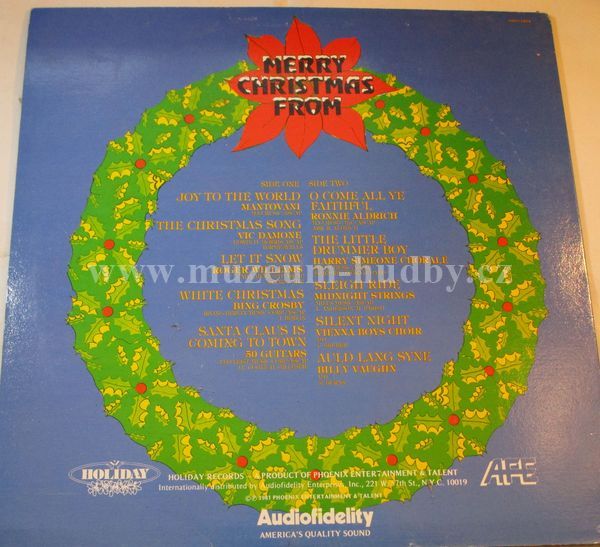 MERRY
CHRISTMAS
FROM
SIDE ONE
JOY TO THE WORLD
MANTOVANI
THE CHRISTMAS SONG
VIC DAMONE
LET IT SNOW
ROGER WILLIAMS
WHITE CHRISTMAS
BING CROSBY
SANTA CLAUS IS
COMING TO TOWN
50 GUITARS
SIDE TWO
O COME ALL YE
FAITHFUL
RONNIE ALDRICH
THE LITTLE
DRUMMER BOY
HARRY SIMEONE CHORALE
SLEIGH RIDE
MIDNIGHT STRINGS
SILENT NIGHT
VIENNA BOYS CHOIR
AULD LANG SYNE
BILLY VAUGHN
www.muzeum-hudby.cz
HOLIDAY
HOLIDAY RECORDS — A PRODUCT OF PHOENIX ENTERTAINMENT & TALENT
Internationally distributed by Audiofidelity Enterprises, Inc., 221 W. 57th St., N.Y.C. 10019
© ℗ 1981 PHOENIX ENTERTAINMENT & TALENT
AFE
Audiofidelity
AMERICA'S QUALITY SOUND